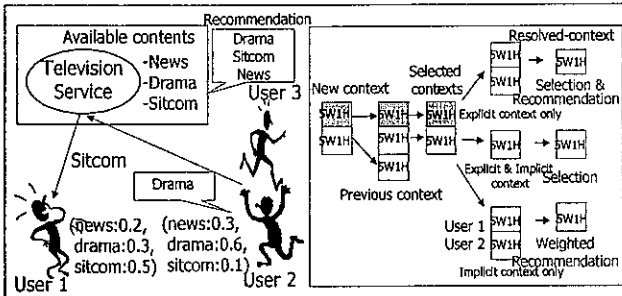 Recommendation
Available contents
Television
Service
-News
-Drama
-Sitcom
Drama
Sitcom
News
User 3
Sitcom
Drama
(news:0.2,
drama:0.3,
sitcom:0.5)
(news:0.3,
drama:0.6,
sitcom:0.1)
User 1
User 2
Resolved-context
5W1H
5W1H
5W1H
Selection &
Recommendation
New context
Selected
contexts
5W1H
5W1H
5W1H
5W1H
5W1H
5W1H
5W1H
Explicit context only
Previous context
5W1H
5W1H
Explicit & Implicit
context
Selection
User 1
User 2
5W1H
5W1H
5W1H
Weighted
Recommendation
Implicit context only